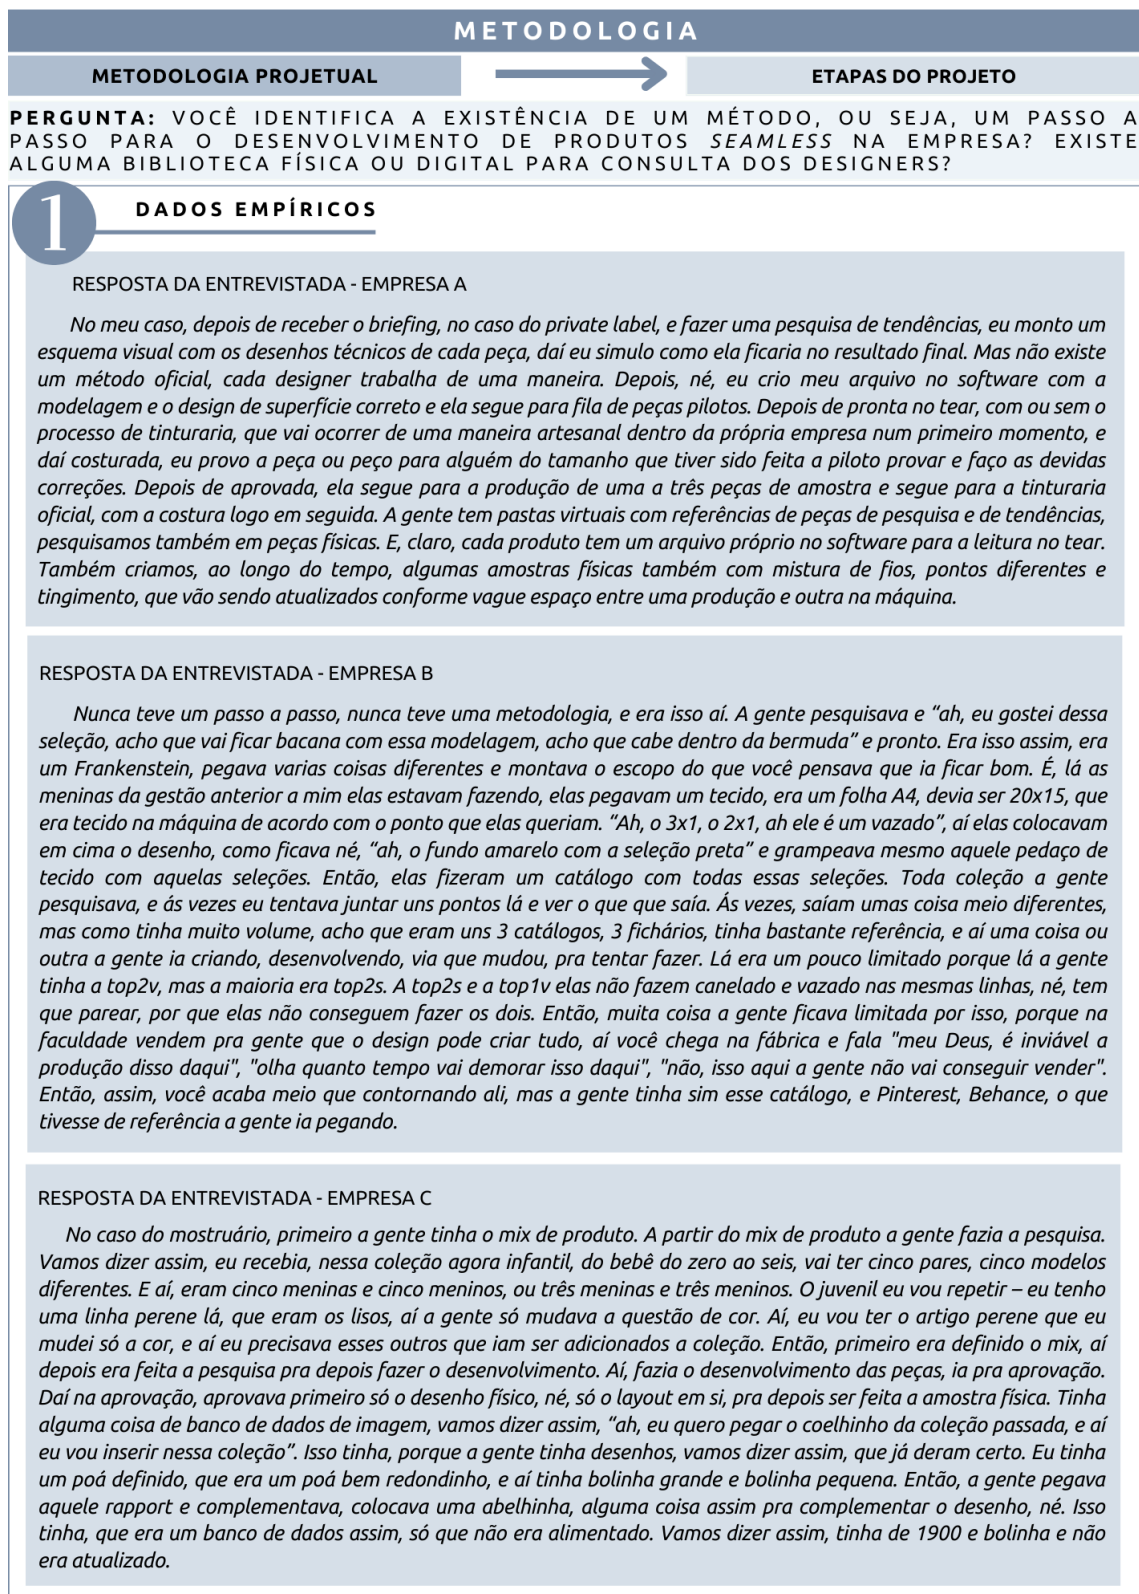 METODOLOGIA
METODOLOGIA PROJETUAL
ETAPAS DO PROJETO
PERGUNTA: VOCÊ IDENTIFICA A EXISTÊNCIA DE UM MÉTODO, OU SEJA, UM PASSO A
PASSO PARA O DESENVOLVIMENTO DE PRODUTOS SEAMLESS NA EMPRESA? EXISTE
ALGUMA BIBLIOTECA FÍSICA OU DIGITAL PARA CONSULTA DOS DESIGNERS?
1
DADOS EMPÍRICOS
RESPOSTA DA ENTREVISTADA - EMPRESA A
No meu caso, depois de receber o briefing, no caso do private label, e fazer uma pesquisa de tendências, eu monto um
esquema visual com os desenhos técnicos de cada peça, daí eu simulo como ela ficaria no resultado final. Mas não existe
um método oficial, cada designer trabalha de uma maneira. Depois, né, eu crio meu arquivo no software com a
modelagem e o design de superfície correto e ela segue para fila de peças pilotos. Depois de pronta no tear, com ou sem o
processo de tinturaria, que vai ocorrer de uma maneira artesanal dentro da própria empresa num primeiro momento, e
daí costurada, eu provo a peça ou peço para alguém do tamanho que tiver sido feita a piloto provar e faço as devidas
correções. Depois de aprovada, ela segue para a produção de uma a três peças de amostra e segue para a tinturaria
oficial, com a costura logo em seguida. A gente tem pastas virtuais com referências de peças de pesquisa e de tendências,
pesquisamos também em peças físicas. E, claro, cada produto tem um arquivo próprio no software para a leitura no tear.
Também criamos, ao longo do tempo, algumas amostras físicas também com mistura de fios, pontos diferentes e
tingimento, que vão sendo atualizados conforme vague espaço entre uma produção e outra na máquina.
RESPOSTA DA ENTREVISTADA - EMPRESA B
Nunca teve um passo a passo, nunca teve uma metodologia, e era isso aí. A gente pesquisava e “ah, eu gostei dessa
seleção, acho que vai ficar bacana com essa modelagem, acho que cabe dentro da bermuda” e pronto. Era isso assim, era
um Frankenstein, pegava varias coisas diferentes e montava o escopo do que você pensava que ia ficar bom. É, lá as
meninas da gestão anterior a mim elas estavam fazendo, elas pegavam um tecido, era um folha A4, devia ser 20x15, que
era tecido na máquina de acordo com o ponto que elas queriam. “Ah, o 3x1, o 2x1, ah ele é um vazado”, aí elas colocavam
em cima o desenho, como ficava né, “ah, o fundo amarelo com a seleção preta” e grampeava mesmo aquele pedaço de
tecido com aquelas seleções. Então, elas fizeram um catálogo com todas essas seleções. Toda coleção a gente
pesquisava, e ás vezes eu tentava juntar uns pontos lá e ver o que que saía. Ás vezes, saíam umas coisa meio diferentes,
mas como tinha muito volume, acho que eram uns 3 catálogos, 3 fichários, tinha bastante referência, e aí uma coisa ou
outra a gente ia criando, desenvolvendo, via que mudou, pra tentar fazer. Lá era um pouco limitado porque lá a gente
tinha a top2v, mas a maioria era top2s. A top2s e a top1v elas não fazem canelado e vazado nas mesmas linhas, né, tem
que parear, por que elas não conseguem fazer os dois. Então, muita coisa a gente ficava limitada por isso, porque na
faculdade vendem pra gente que o design pode criar tudo, aí você chega na fábrica e fala "meu Deus, é inviável a
produção disso daqui", "olha quanto tempo vai demorar isso daqui", "não, isso aqui a gente não vai conseguir vender".
Então, assim, você acaba meio que contornando ali, mas a gente tinha sim esse catálogo, e Pinterest, Behance, o que
tivesse de referência a gente ia pegando.
RESPOSTA DA ENTREVISTADA - EMPRESA C
No caso do mostruário, primeiro a gente tinha o mix de produto. A partir do mix de produto a gente fazia a pesquisa.
Vamos dizer assim, eu recebia, nessa coleção agora infantil, do bebê do zero ao seis, vai ter cinco pares, cinco modelos
diferentes. E aí, eram cinco meninas e cinco meninos, ou três meninas e três meninos. O juvenil eu vou repetir – eu tenho
uma linha perene lá, que eram os lisos, aí a gente só mudava a questão de cor. Aí, eu vou ter o artigo perene que eu
mudei só a cor, e aí eu precisava esses outros que iam ser adicionados a coleção. Então, primeiro era definido o mix, aí
depois era feita a pesquisa pra depois fazer o desenvolvimento. Aí, fazia o desenvolvimento das peças, ia pra aprovação.
Daí na aprovação, aprovava primeiro só o desenho físico, né, só o layout em si, pra depois ser feita a amostra física. Tinha
alguma coisa de banco de dados de imagem, vamos dizer assim, “ah, eu quero pegar o coelhinho da coleção passada, e aí
eu vou inserir nessa coleção”. Isso tinha, porque a gente tinha desenhos, vamos dizer assim, que já deram certo. Eu tinha
um poá definido, que era um poá bem redondinho, e aí tinha bolinha grande e bolinha pequena. Então, a gente pegava
aquele rapport e complementava, colocava uma abelhinha, alguma coisa assim pra complementar o desenho, né. Isso
tinha, que era um banco de dados assim, só que não era alimentado. Vamos dizer assim, tinha de 1900 e bolinha e não
era atualizado.